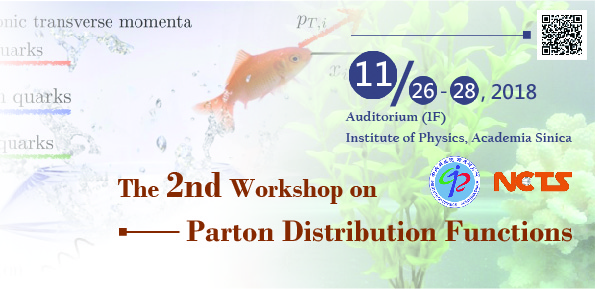 onic transverse momenta
quarks
quarks
quarks
p_{T,i}
11/26-28, 2018
Auditorium (1F)
Institute of Physics, Academia Sinica
NCTS
The 2nd Workshop on
Parton Distribution Functions